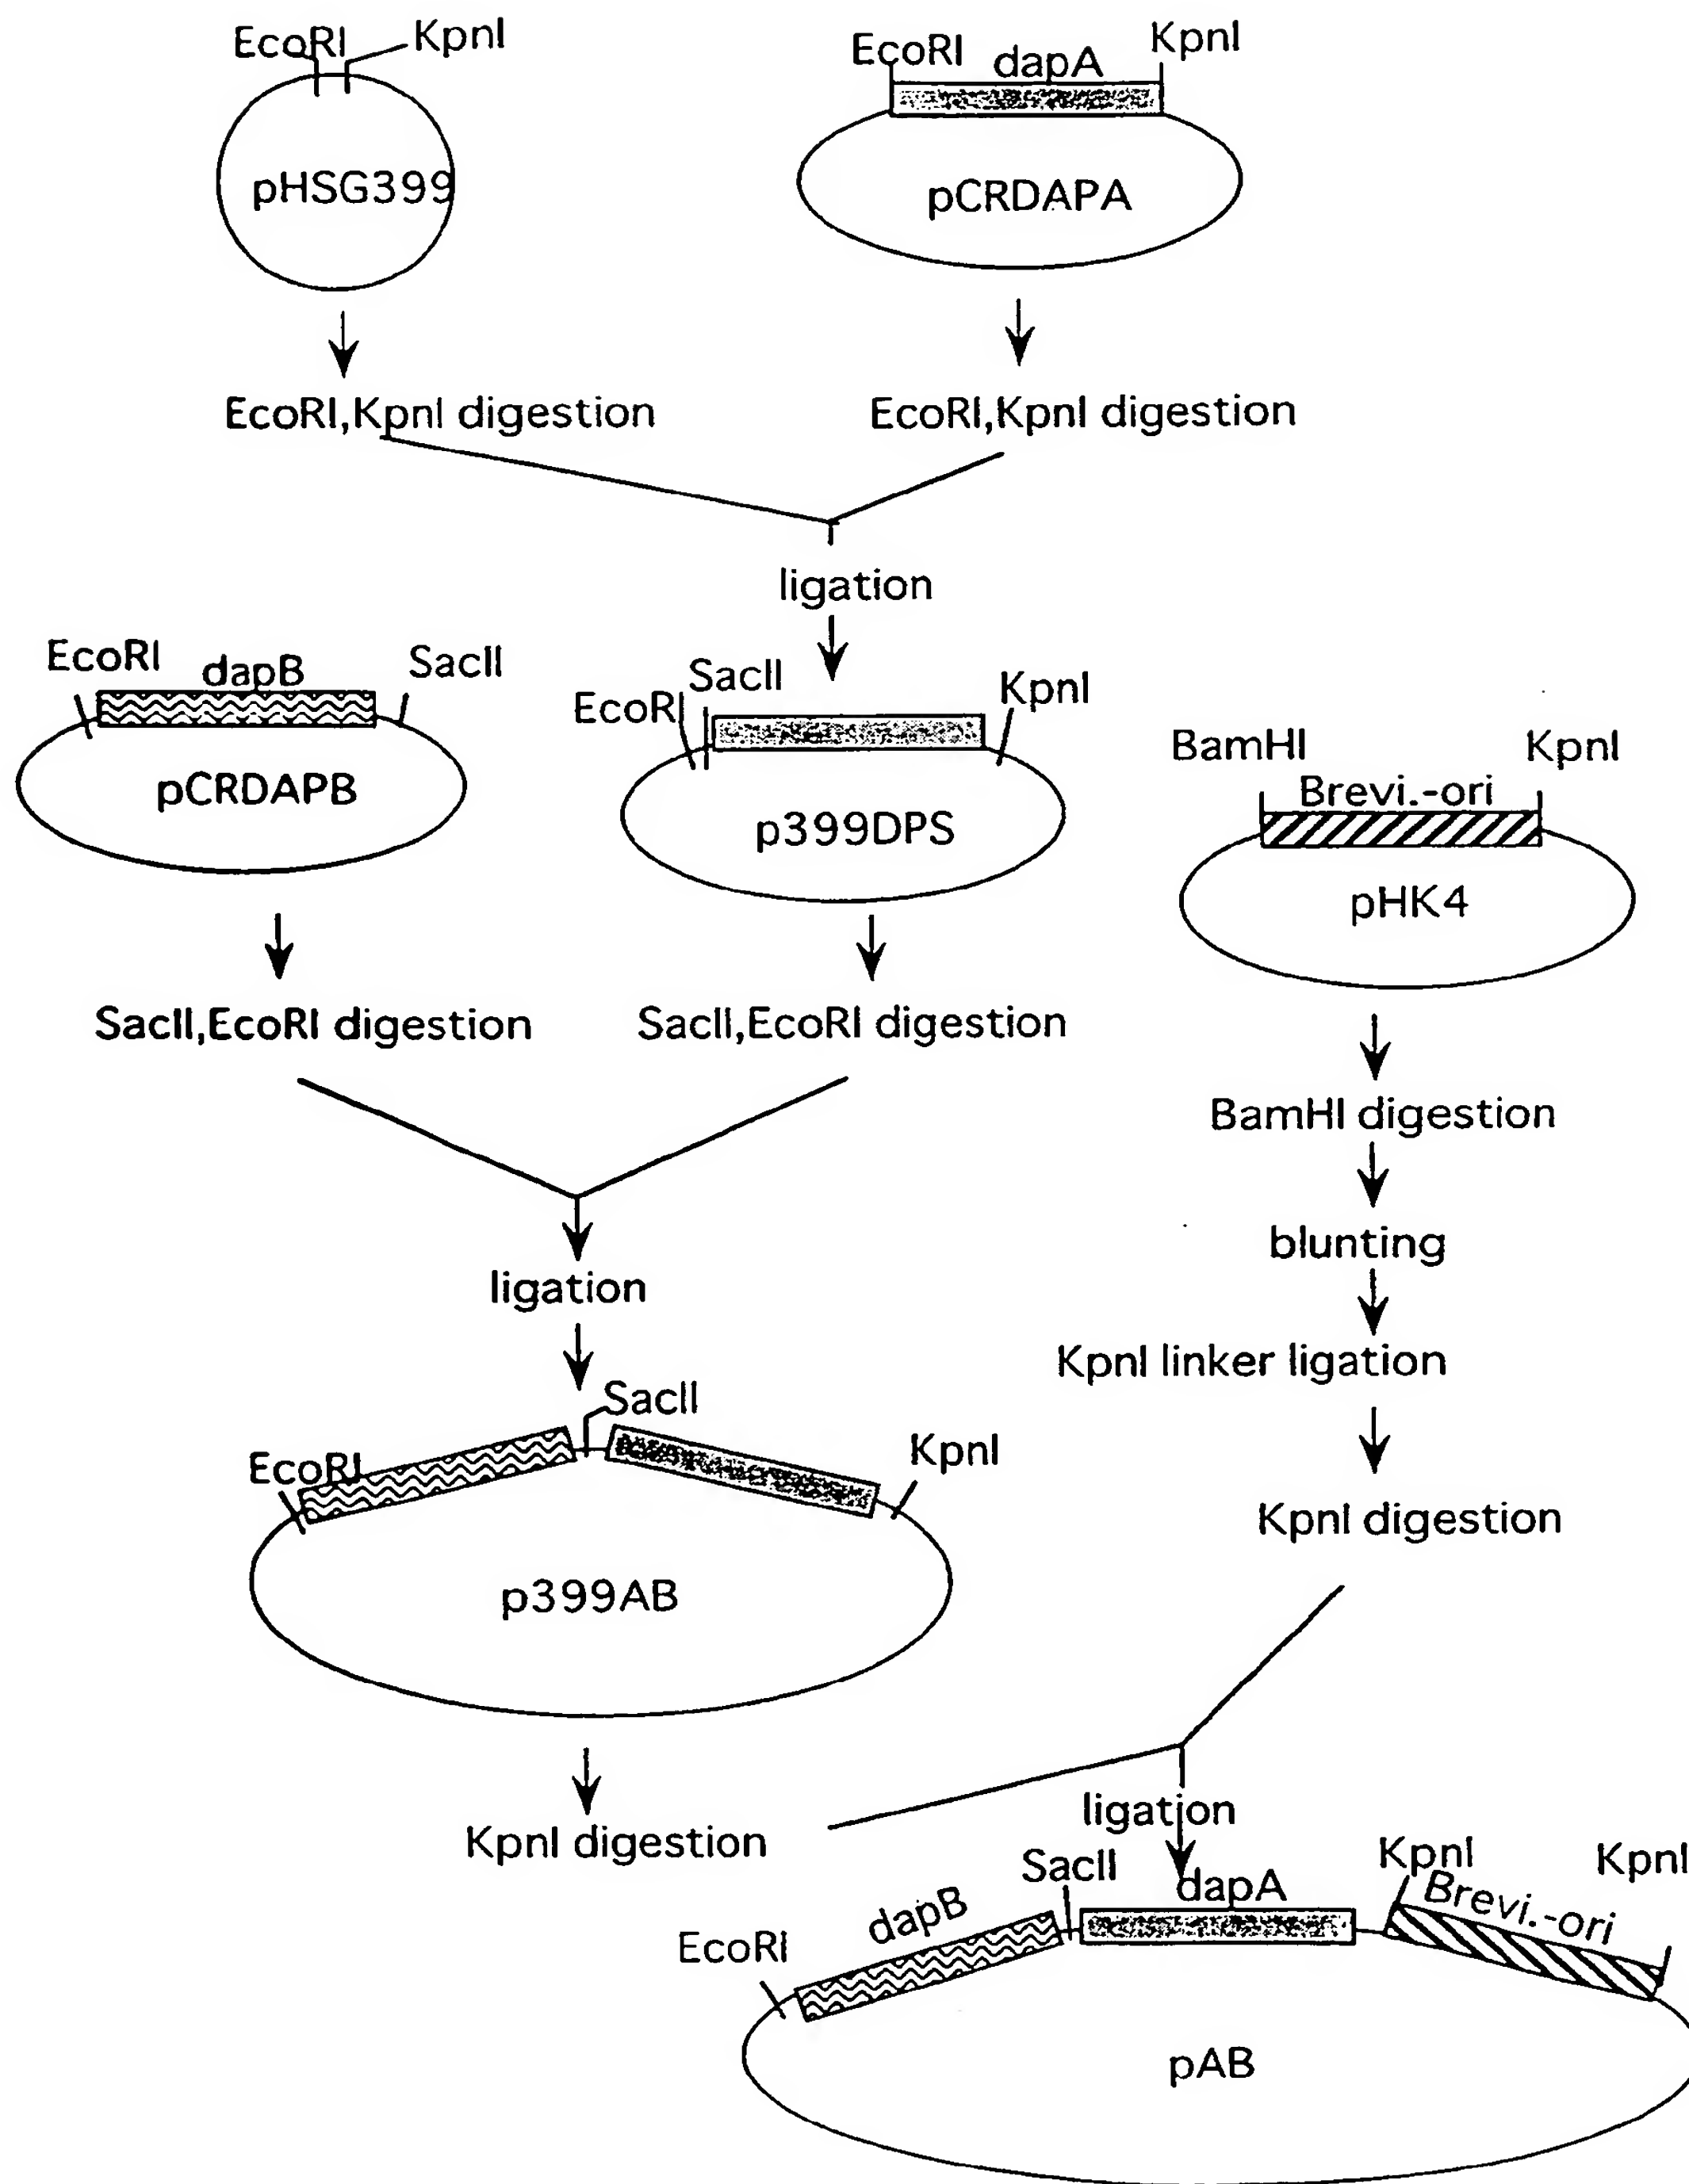 EcoRI KpnI
pHSG399
EcoRI dapA KpnI
pCRDAPA
EcoRI,KpnI digestion
EcoRI,KpnI digestion
ligation
EcoRI dapB SacII
pCRDAPB
EcoRI SacII KpnI
p399DPS
BamHI KpnI
Brevi.-ori
pHK4
SacII,EcoRI digestion
SacII,EcoRI digestion
BamHI digestion
blunting
KpnI linker ligation
KpnI digestion
ligation
SacII
EcoRI KpnI
p399AB
KpnI digestion
ligation
EcoRI dapB SacII dapA KpnI Brevi.-ori KpnI
pAB